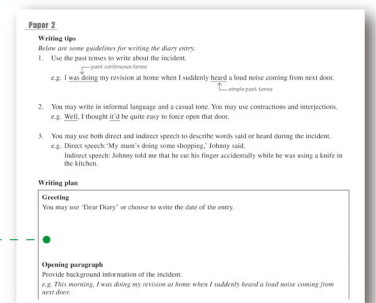 Paper 2
Writing tips
Below are some guidelines for writing the diary entry.
1. Use the past tenses to write about the incident.
past continuous tense
e.g. I was doing my revision at home when I suddenly heard a loud noise coming from next door.
simple past tense
2. You may write in informal language and a casual tone. You may use contractions and interjections.
e.g. Well, I thought it'd be quite easy to force open that door.
3. You may use both direct and indirect speech to describe words said or heard during the incident.
e.g. Direct speech: 'My mum's doing some shopping,' Johnny said.
Indirect speech: Johnny told me that he cut his finger accidentally while he was using a knife in
the kitchen.
Writing plan
Greeting
You may use 'Dear Diary' or choose to write the date of the entry.
Opening paragraph
Provide background information of the incident.
e.g. This morning, I was doing my revision at home when I suddenly heard a loud noise coming from
next door.